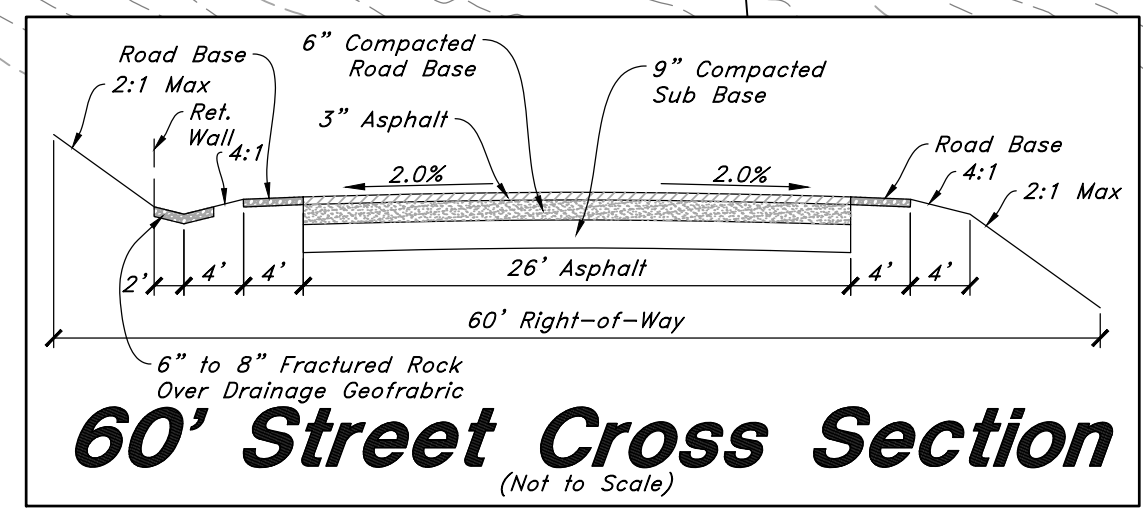 6” Compacted
Road Base
Road Base
2:1 Max
Ret.
Wall
4:1
3” Asphalt
9” Compacted
Sub Base
2.0%
2.0%
Road Base
4:1
2:1 Max
2’
4’
4’
26’ Asphalt
4’
4’
60’ Right-of-Way
6” to 8” Fractured Rock
Over Drainage Geofrabric
60’ Street Cross Section
(Not to Scale)